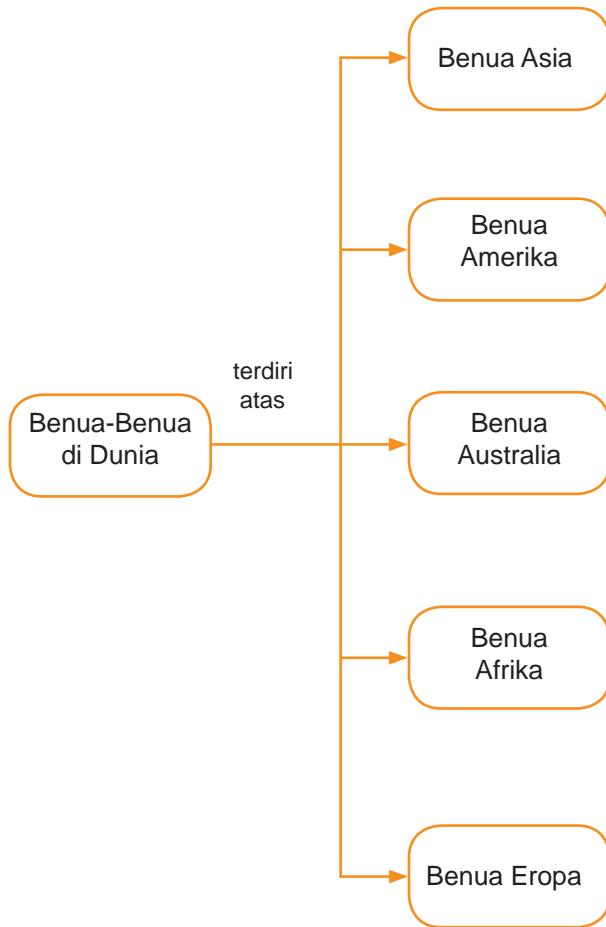 Benua-Benua
di Dunia
terdiri
atas
Benua Asia
Benua
Amerika
Benua
Australia
Benua
Afrika
Benua Eropa